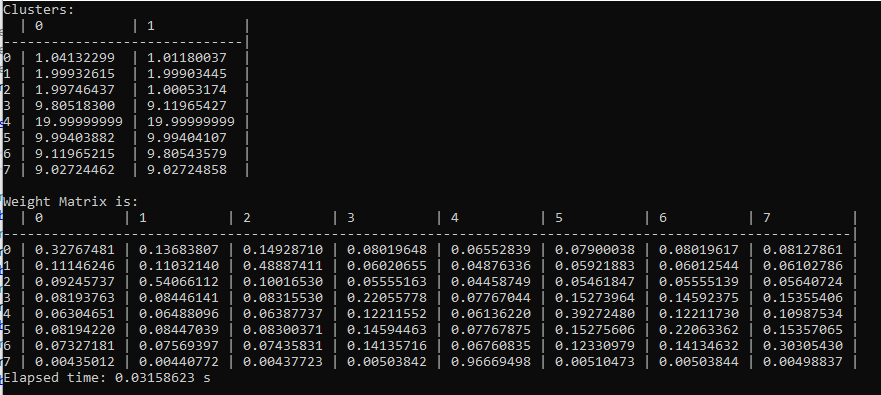 Clusters:
  | 0           | 1           |
------------------------------|
0 | 1.04132299  | 1.01180037  |
1 | 1.99932615  | 1.99903445  |
2 | 1.99746437  | 1.00053174  |
3 | 9.80518300  | 9.11965427  |
4 | 19.99999999 | 19.99999999 |
5 | 9.99403882  | 9.99404107  |
6 | 9.11965215  | 9.80543579  |
7 | 9.02724462  | 9.02724858  |
Weight Matrix is:
  | 0          | 1          | 2          | 3          | 4          | 5          | 6          | 7          |
----------------------------------------------------------------------------------------------------------|
0 | 0.32767481 | 0.13683807 | 0.14928710 | 0.08019648 | 0.06552839 | 0.07900038 | 0.08019617 | 0.08127861 |
1 | 0.11146246 | 0.11032140 | 0.48887411 | 0.06020655 | 0.04876336 | 0.05921883 | 0.06012544 | 0.06102786 |
2 | 0.09245737 | 0.54066112 | 0.10016530 | 0.05555163 | 0.04458749 | 0.05461847 | 0.05555139 | 0.05640724 |
3 | 0.08193763 | 0.08446141 | 0.08315530 | 0.22055778 | 0.07767044 | 0.15273964 | 0.14592375 | 0.15355406 |
4 | 0.06304651 | 0.06488096 | 0.06387737 | 0.12211552 | 0.06136220 | 0.39272480 | 0.12211730 | 0.10987534 |
5 | 0.08194220 | 0.08447039 | 0.08300371 | 0.14594463 | 0.07767875 | 0.15275606 | 0.22063362 | 0.15357065 |
6 | 0.07327181 | 0.07569397 | 0.07435831 | 0.14135716 | 0.06760835 | 0.12330979 | 0.14134632 | 0.30305430 |
7 | 0.00435012 | 0.00440772 | 0.00437723 | 0.00503842 | 0.96669498 | 0.00510473 | 0.00503844 | 0.00498837 |
Elapsed time: 0.03158623 s